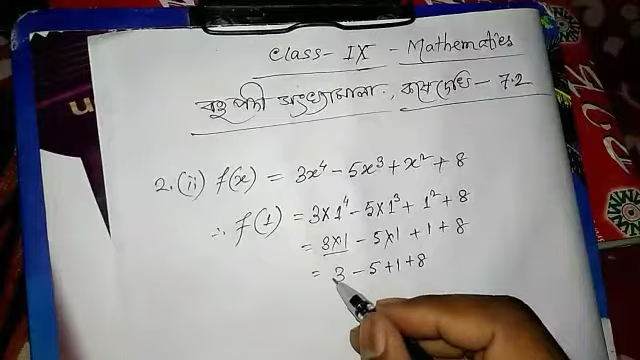 Class - IX - Mathematics
বহুপদী সংখ্যামালা, কষে দেখি - 7.2
2. (ii) f(x) = 3x⁴ - 5x³ + x² + 8
∴ f(1) = 3×1⁴ - 5×1³ + 1² + 8
= 3×1 - 5×1 + 1 + 8
= 3 - 5 + 1 + 8